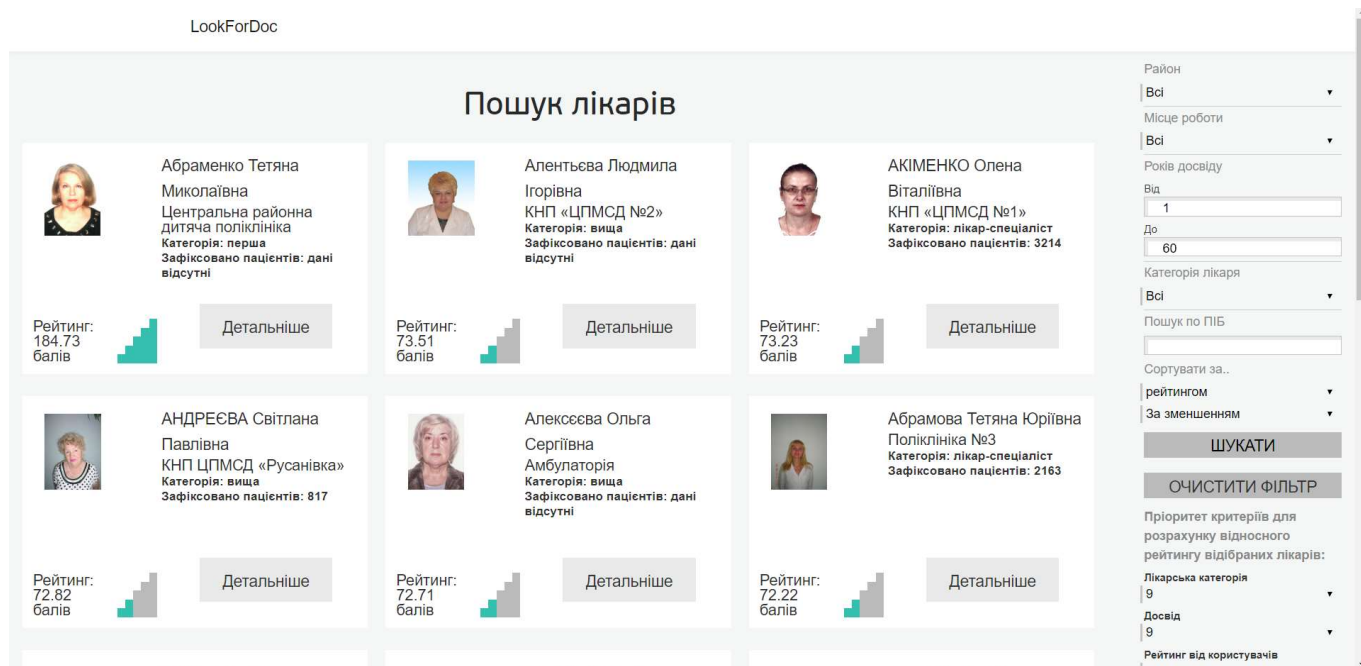 LookForDoc
Пошук лікарів
Абраменко Тетяна
Миколаївна
Центральна районна
дитяча поліклініка
Категорія: перша
Зафіксовано пацієнтів: дані
відсутні
Рейтинг:
184.73
балів
Детальніше
Алентьєва Людмила
Ігорівна
КНП «ЦПМСД №2»
Категорія: вища
Зафіксовано пацієнтів: дані
відсутні
Рейтинг:
73.51
балів
Детальніше
АКІМЕНКО Олена
Віталіївна
КНП «ЦПМСД №1»
Категорія: лікар-спеціаліст
Зафіксовано пацієнтів: 3214
Рейтинг:
73.23
балів
Детальніше
АНДРЕЄВА Світлана
Павлівна
КНП ЦПМСД «Русанівка»
Категорія: вища
Зафіксовано пацієнтів: 817
Рейтинг:
72.82
балів
Детальніше
Алексєєва Ольга
Сергіївна
Амбулаторія
Категорія: вища
Зафіксовано пацієнтів: дані
відсутні
Рейтинг:
72.71
балів
Детальніше
Абрамова Тетяна Юріївна
Поліклініка №3
Категорія: лікар-спеціаліст
Зафіксовано пацієнтів: 2163
Рейтинг:
72.22
балів
Детальніше
Район
Всі
Місце роботи
Всі
Років досвіду
Від
1
До
60
Категорія лікаря
Всі
Пошук по ПІБ
Сортувати за..
рейтингом
За зменшенням
ШУКАТИ
ОЧИСТИТИ ФІЛЬТР
Пріоритет критеріїв для
розрахунку відносного
рейтингу відібраних лікарів:
Лікарська категорія
9
Досвід
9
Рейтинг від користувачів